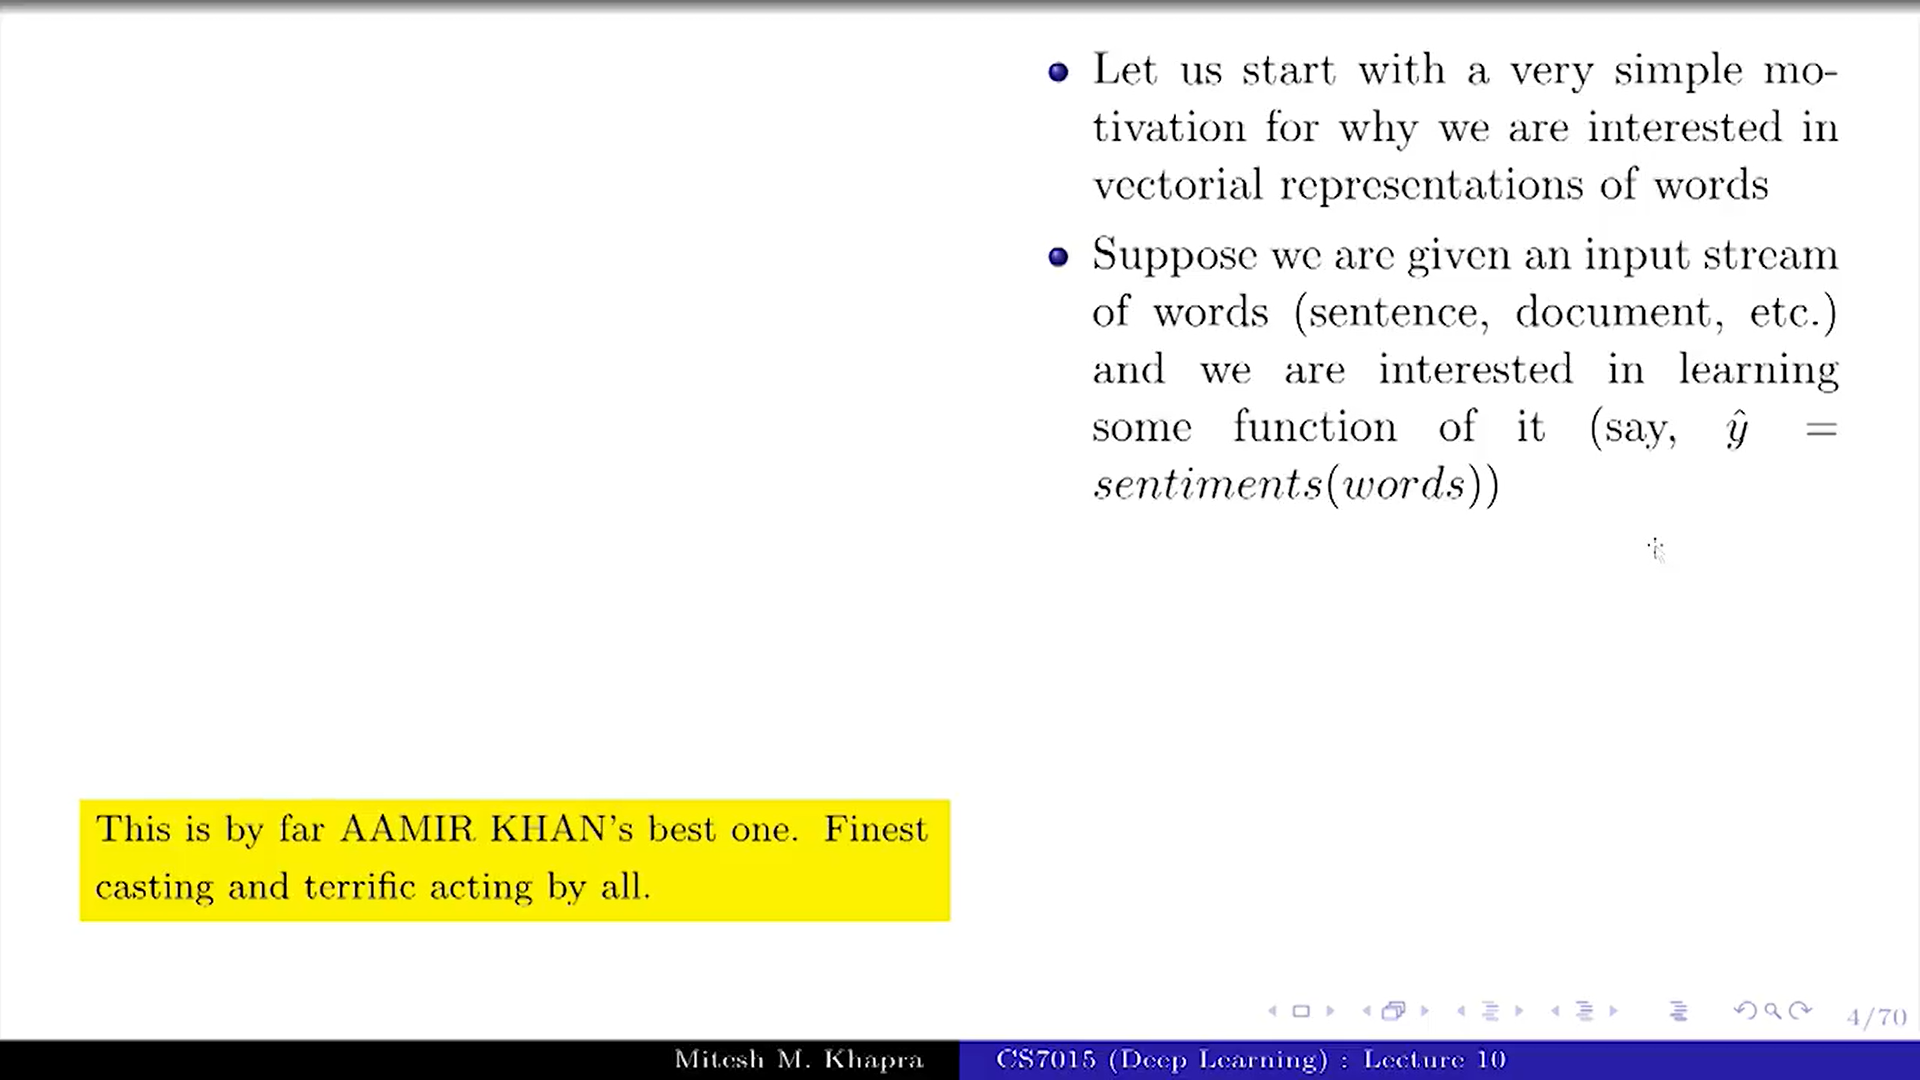 Let us start with a very simple mo-
tivation for why we are interested in
vectorial representations of words
Suppose we are given an input stream
of words (sentence, document, etc.)
and we are interested in learning
some function of it (say, ŷ =
sentiments(words))
This is by far AAMIR KHAN's best one. Finest
casting and terrific acting by all.
4/70
Mitesh M. Khapra
CS7015 (Deep Learning) : Lecture 10